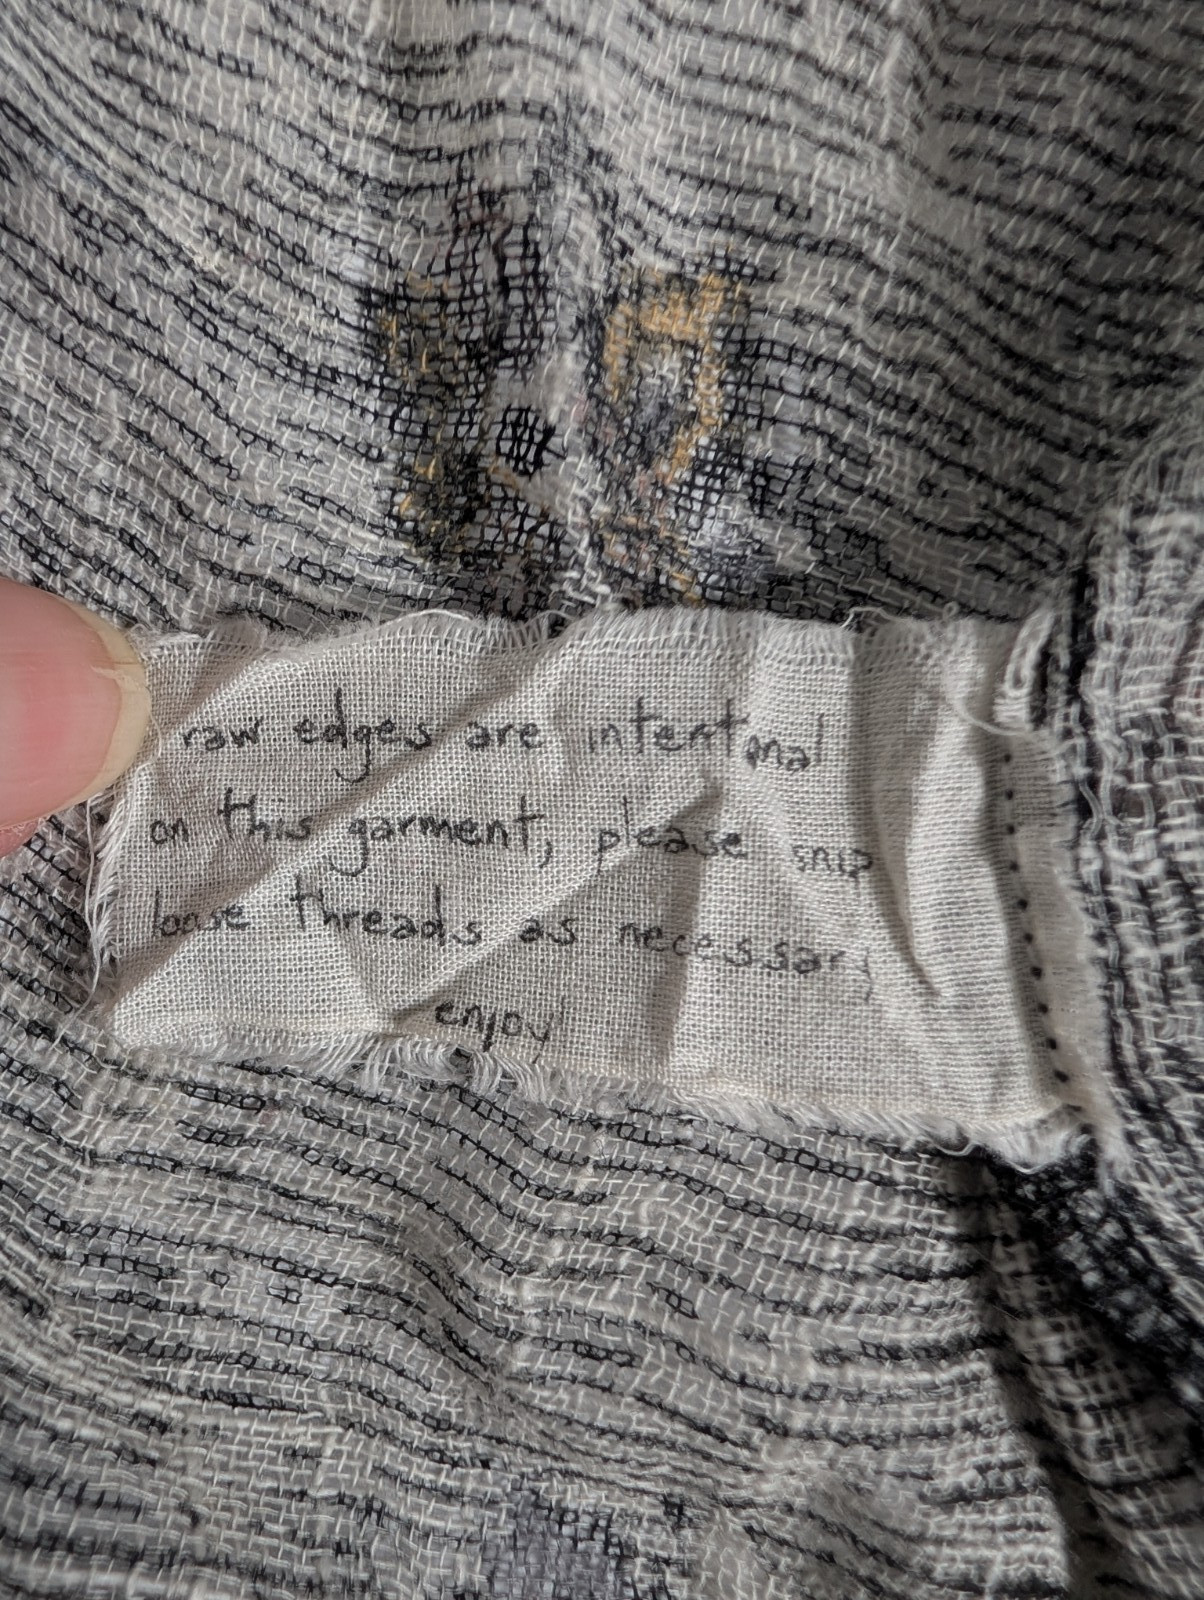 raw edges are intentional
on this garment, please snip
loose threads as necessary
enjoy!